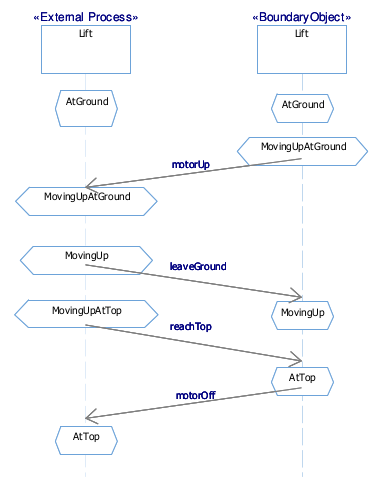 «External Process» «BoundaryObject»
Lift Lift
AtGround AtGround
MovingUpAtGround
motorUp
MovingUpAtGround
MovingUp
leaveGround
MovingUpAtTop MovingUp
reachTop
AtTop
motorOff
AtTop